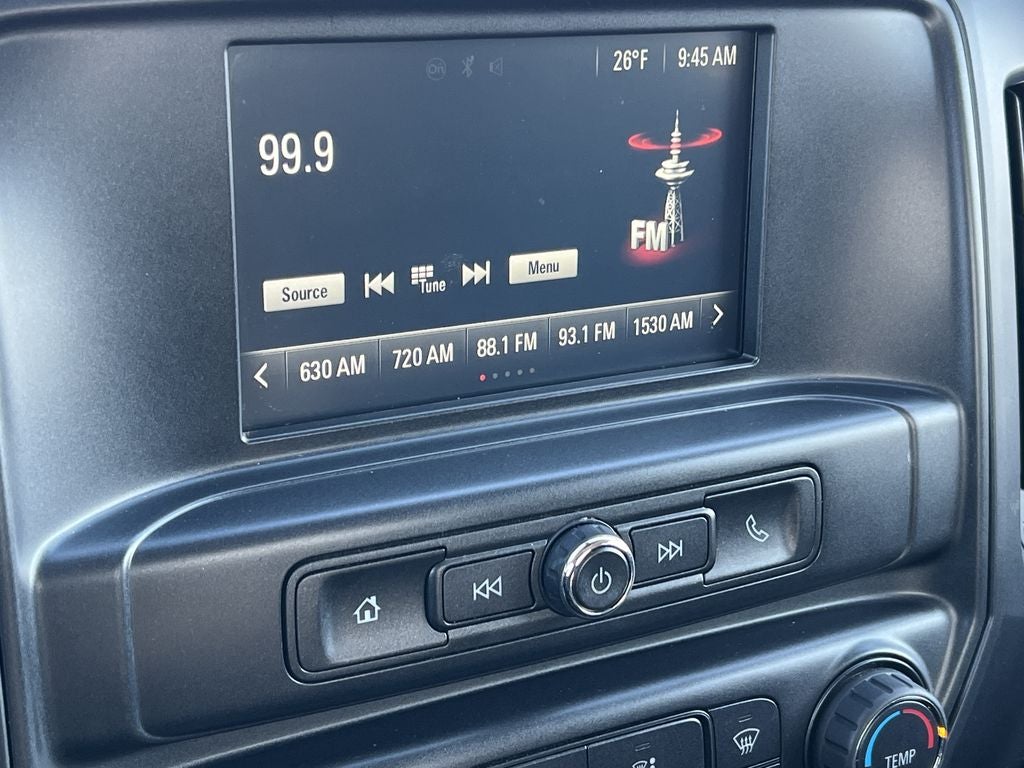 On 26°F 9:45 AM
99.9
FM
Source Tune Menu
630 AM 720 AM 88.1 FM 93.1 FM 1530 AM
TEMP